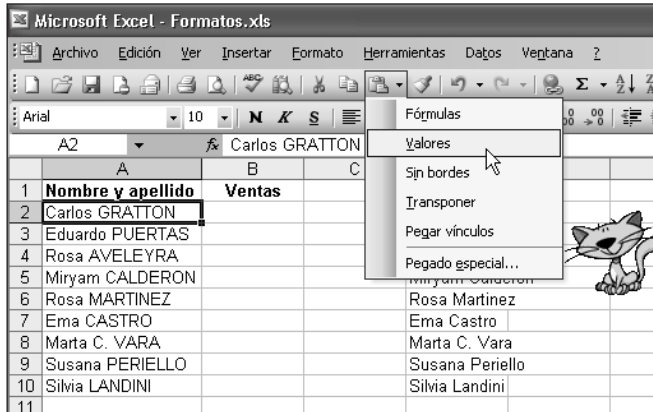 Microsoft Excel - Formatos.xls
Archivo Edición Ver Insertar Formato Herramientas Datos Ventana ?
ABC Σ A Z
Arial 10 N K S
A2 fx Carlos GRATTON
Fórmulas
Valores
Sin bordes
Transponer
Pegar vínculos
Pegado especial...
A B C
1 Nombre y apellido Ventas
2 Carlos GRATTON
3 Eduardo PUERTAS
4 Rosa AVELEYRA
5 Miryam CALDERON Miryam Calderon
6 Rosa MARTINEZ Rosa Martinez
7 Ema CASTRO Ema Castro
8 Marta C. VARA Marta C. Vara
9 Susana PERIELLO Susana Periello
10 Silvia LANDINI Silvia Landini
11